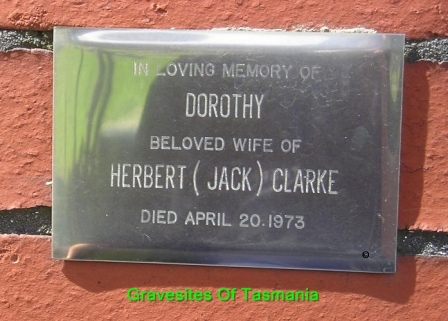 IN LOVING MEMORY OF
DOROTHY
BELOVED WIFE OF
HERBERT (JACK) CLARKE
DIED APRIL 20.1973
©
Gravesites Of Tasmania